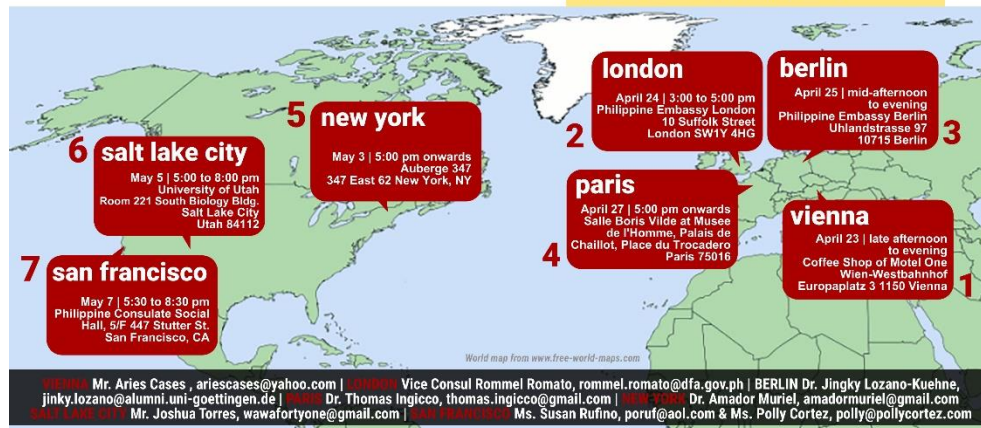 london
April 24 | 3:00 to 5:00 pm
Philippine Embassy London
10 Suffolk Street
London SW1Y 4HG
2
berlin
April 25 | mid-afternoon
to evening
Philippine Embassy Berlin
Uhlandstrasse 97
10715 Berlin
3
5
new york
May 3 | 5:00 pm onwards
Auberge 347
347 East 62 New York, NY
6
salt lake city
May 5 | 5:00 to 8:00 pm
University of Utah
Room 221 South Biology Bldg.
Salt Lake City
Utah 84112
paris
April 27 | 5:00 pm onwards
Salle Boris Vilde at Musee
de l'Homme, Palais de
Chaillot, Place du Trocadero
Paris 75016
4
vienna
April 23 | late afternoon
to evening
Coffee Shop of Motel One
Wien-Westbahnhof
Europaplatz 3 1150 Vienna
1
7
san francisco
May 7 | 5:30 to 8:30 pm
Philippine Consulate Social
Hall, 5/F 447 Stutter St.
San Francisco, CA
World map from www.free-world-maps.com
VIENNA Mr. Aries Cases , ariescases@yahoo.com | LONDON Vice Consul Rommel Romato, rommel.romato@dfa.gov.ph | BERLIN Dr. Jingky Lozano-Kuehne,
jinky.lozano@alumni.uni-goettingen.de | PARIS Dr. Thomas Ingicco, thomas.ingicco@gmail.com | NEW YORK Dr. Amador Muriel, amadormuriel@gmail.com
SALT LAKE CITY Mr. Joshua Torres, wawafortyone@gmail.com | SAN FRANCISCO Ms. Susan Rufino, poruf@aol.com & Ms. Polly Cortez, polly@pollycortez.com